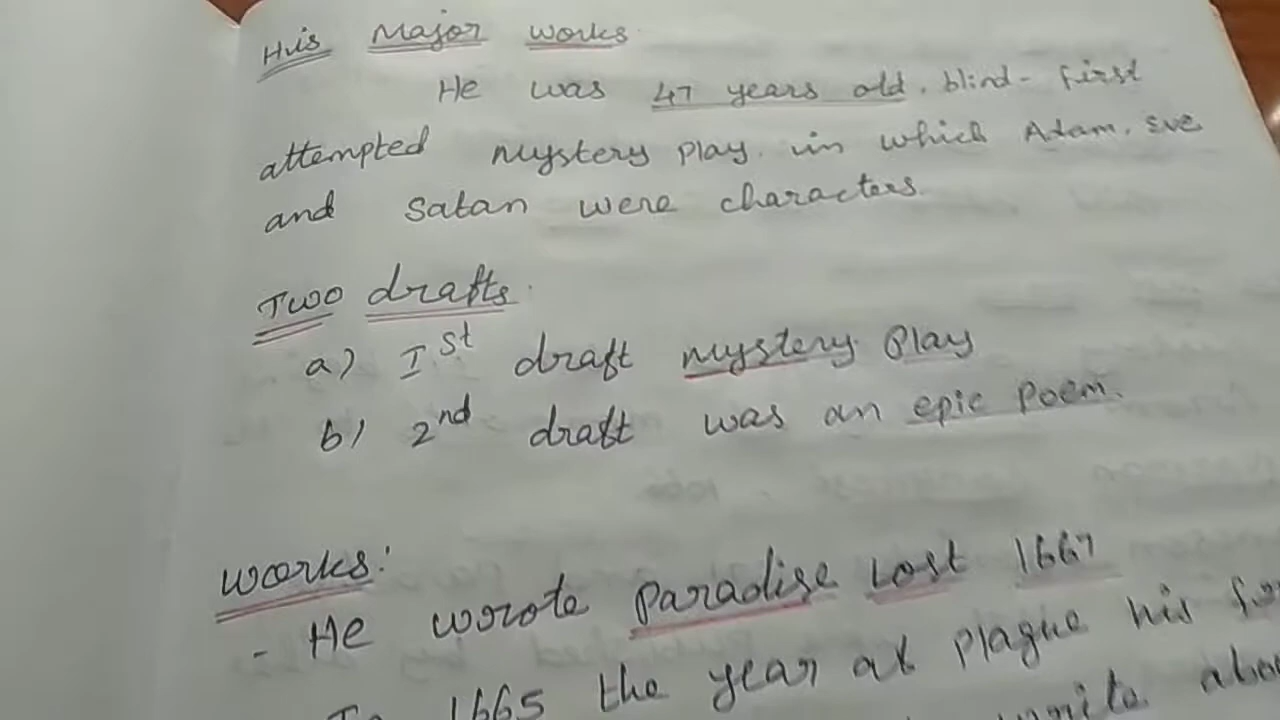 His Major works
He was 47 years old. blind - first
attempted mystery play. in which Adam. Eve
and Satan were characters
Two drafts.
a) Ist draft mystery Play
b) 2nd draft was an epic poem.
Works:
- He wrote Paradise Lost 1667
1665 the year at plague his
write